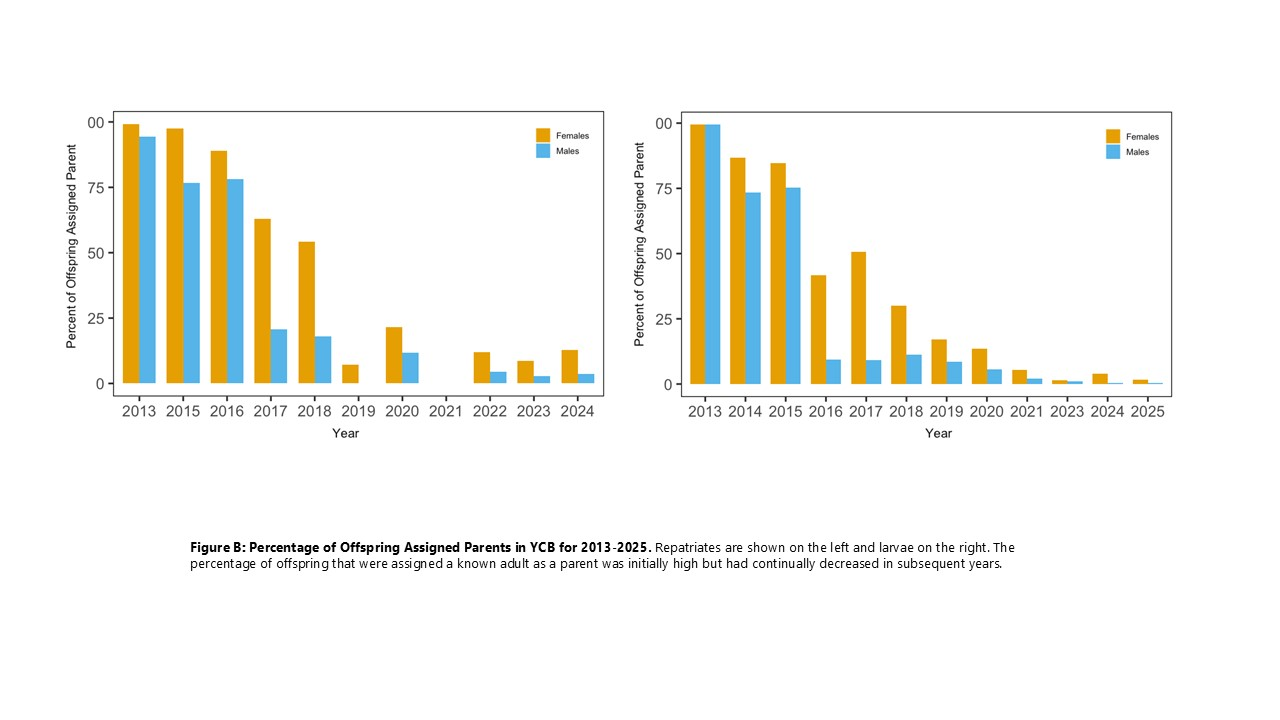 00
75
50
25
0
Percent of Offspring Assigned Parent
Females
Males
2013 2015 2016 2017 2018 2019 2020 2021 2022 2023 2024
Year
00
75
50
25
0
Percent of Offspring Assigned Parent
Females
Males
2013 2014 2015 2016 2017 2018 2019 2020 2021 2023 2024 2025
Year
Figure B: Percentage of Offspring Assigned Parents in YCB for 2013-2025. Repatriates are shown on the left and larvae on the right. The
percentage of offspring that were assigned a known adult as a parent was initially high but had continually decreased in subsequent years.